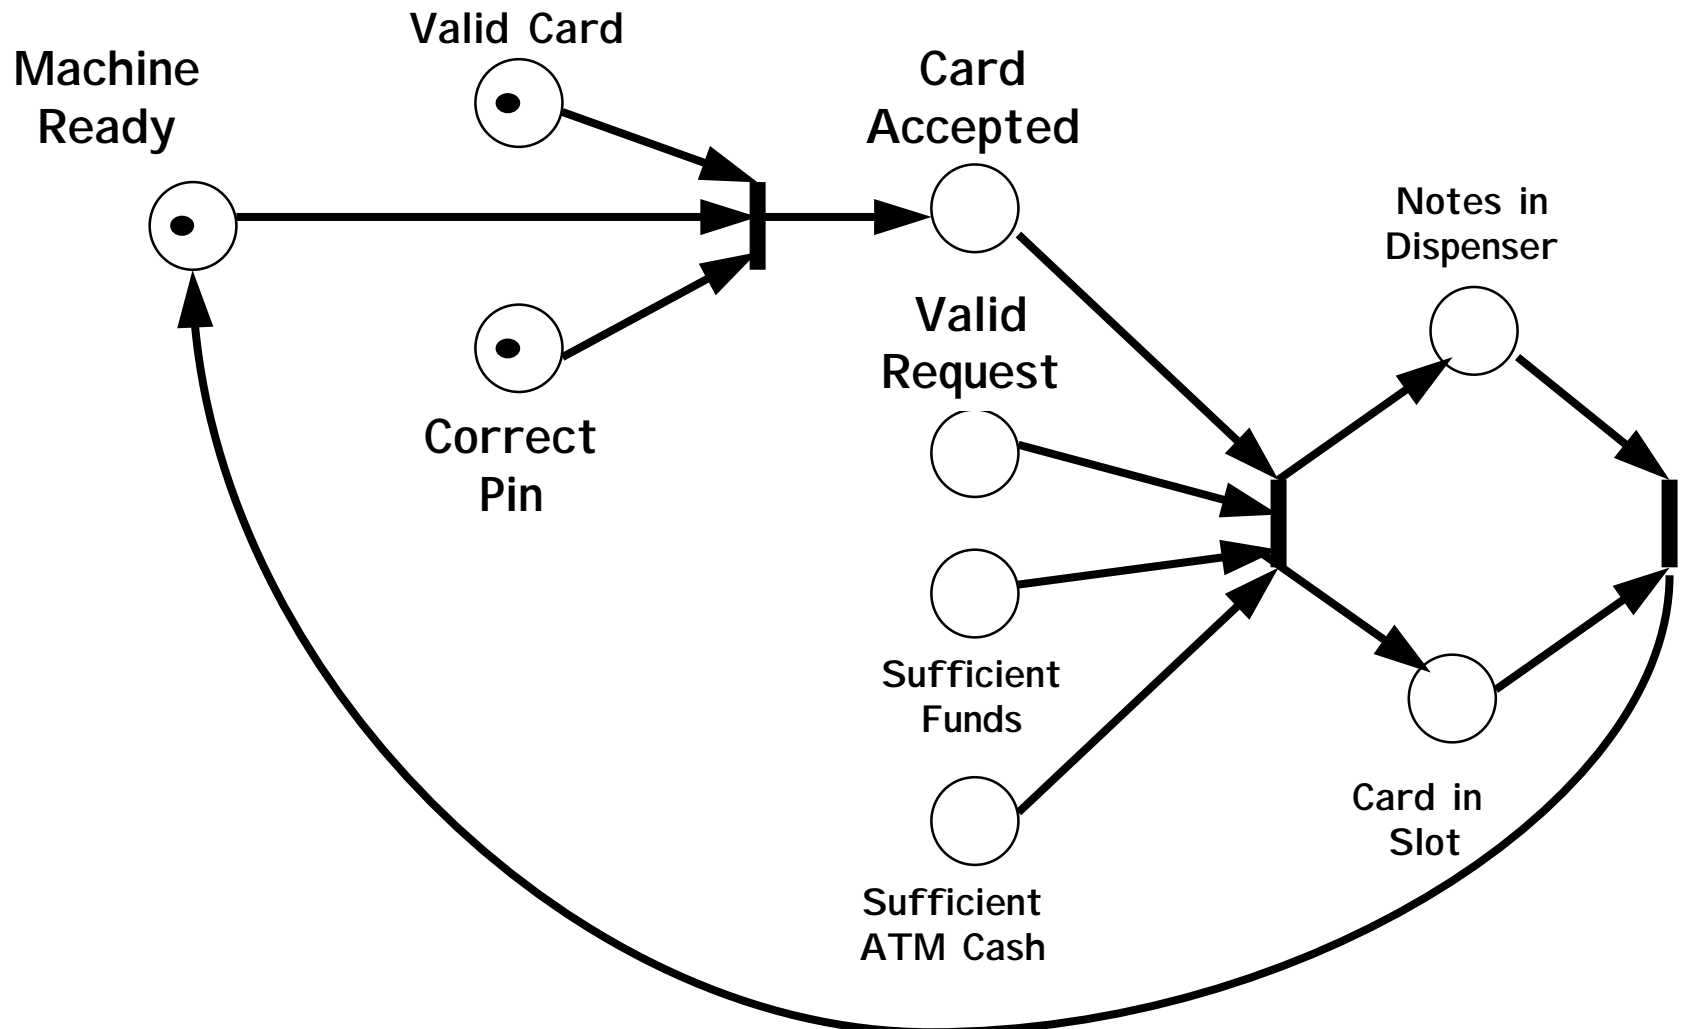 Valid Card
Machine
Ready
Card
Accepted
Notes in
Dispenser
Valid
Request
Correct
Pin
Sufficient
Funds
Card in
Slot
Sufficient
ATM Cash